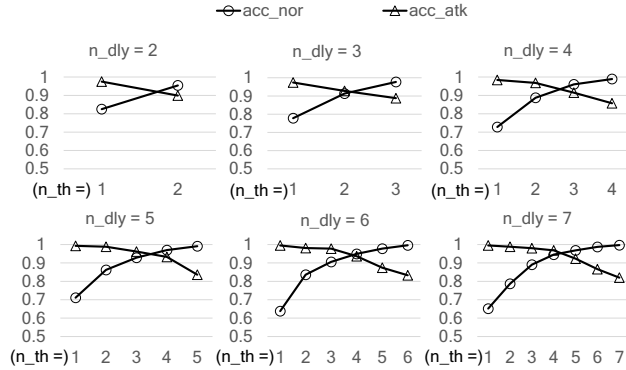 acc_nor acc_atk
n_dly = 2
1
0.9
0.8
0.7
0.6
0.5
(n_th =) 1 2
n_dly = 3
1
0.9
0.8
0.7
0.6
0.5
(n_th =) 1 2 3
n_dly = 4
1
0.9
0.8
0.7
0.6
0.5
(n_th =) 1 2 3 4
n_dly = 5
1
0.9
0.8
0.7
0.6
0.5
(n_th =) 1 2 3 4 5
n_dly = 6
1
0.9
0.8
0.7
0.6
0.5
(n_th =) 1 2 3 4 5 6
n_dly = 7
1
0.9
0.8
0.7
0.6
0.5
(n_th =) 1 2 3 4 5 6 7